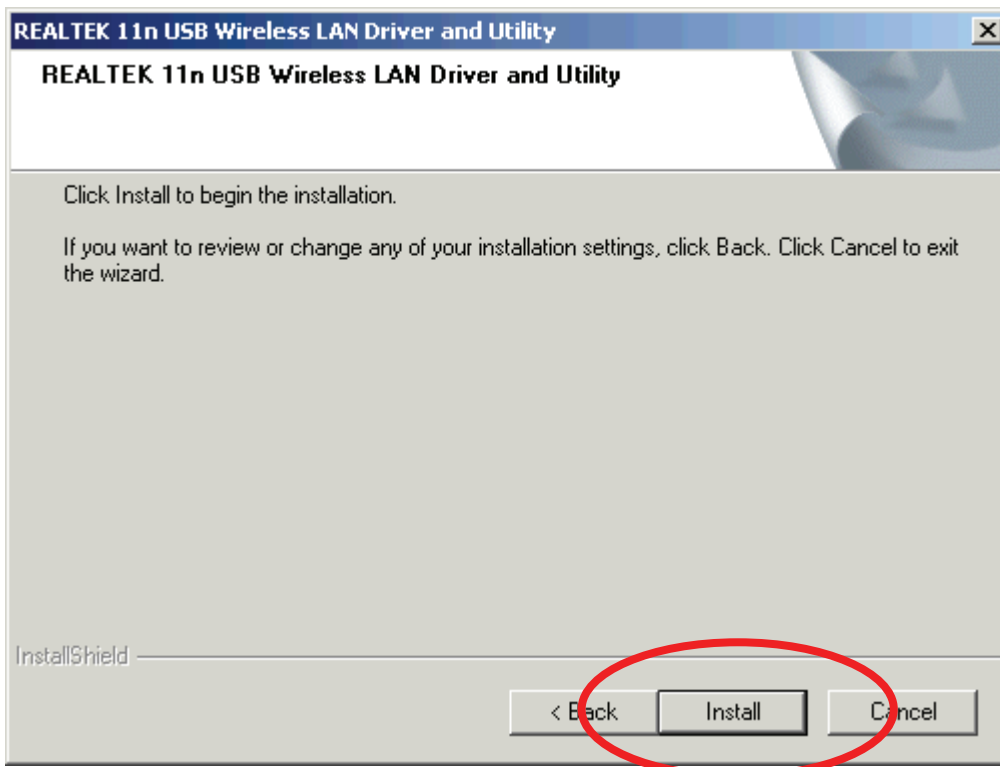 REALTEK 11n USB Wireless LAN Driver and Utility
REALTEK 11n USB Wireless LAN Driver and Utility
Click Install to begin the installation.
If you want to review or change any of your installation settings, click Back. Click Cancel to exit
the wizard.
InstallShield
< Back Install Cancel